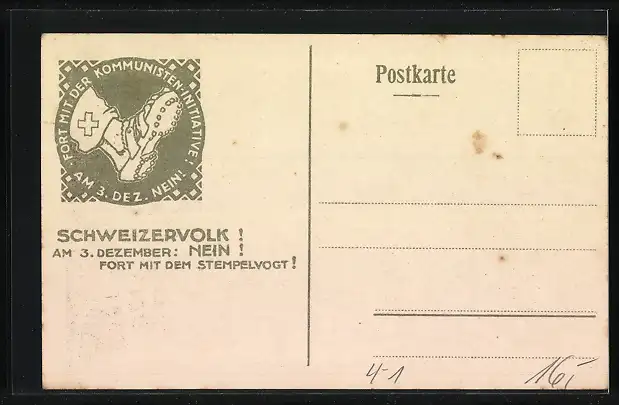 FORT MIT DER KOMMUNISTEN-INITIATIVE!
AM 3. DEZ. NEIN!
SCHWEIZERVOLK!
AM 3. DEZEMBER: NEIN!
FORT MIT DEM STEMPELVOGT!
Postkarte
4-1
16,-